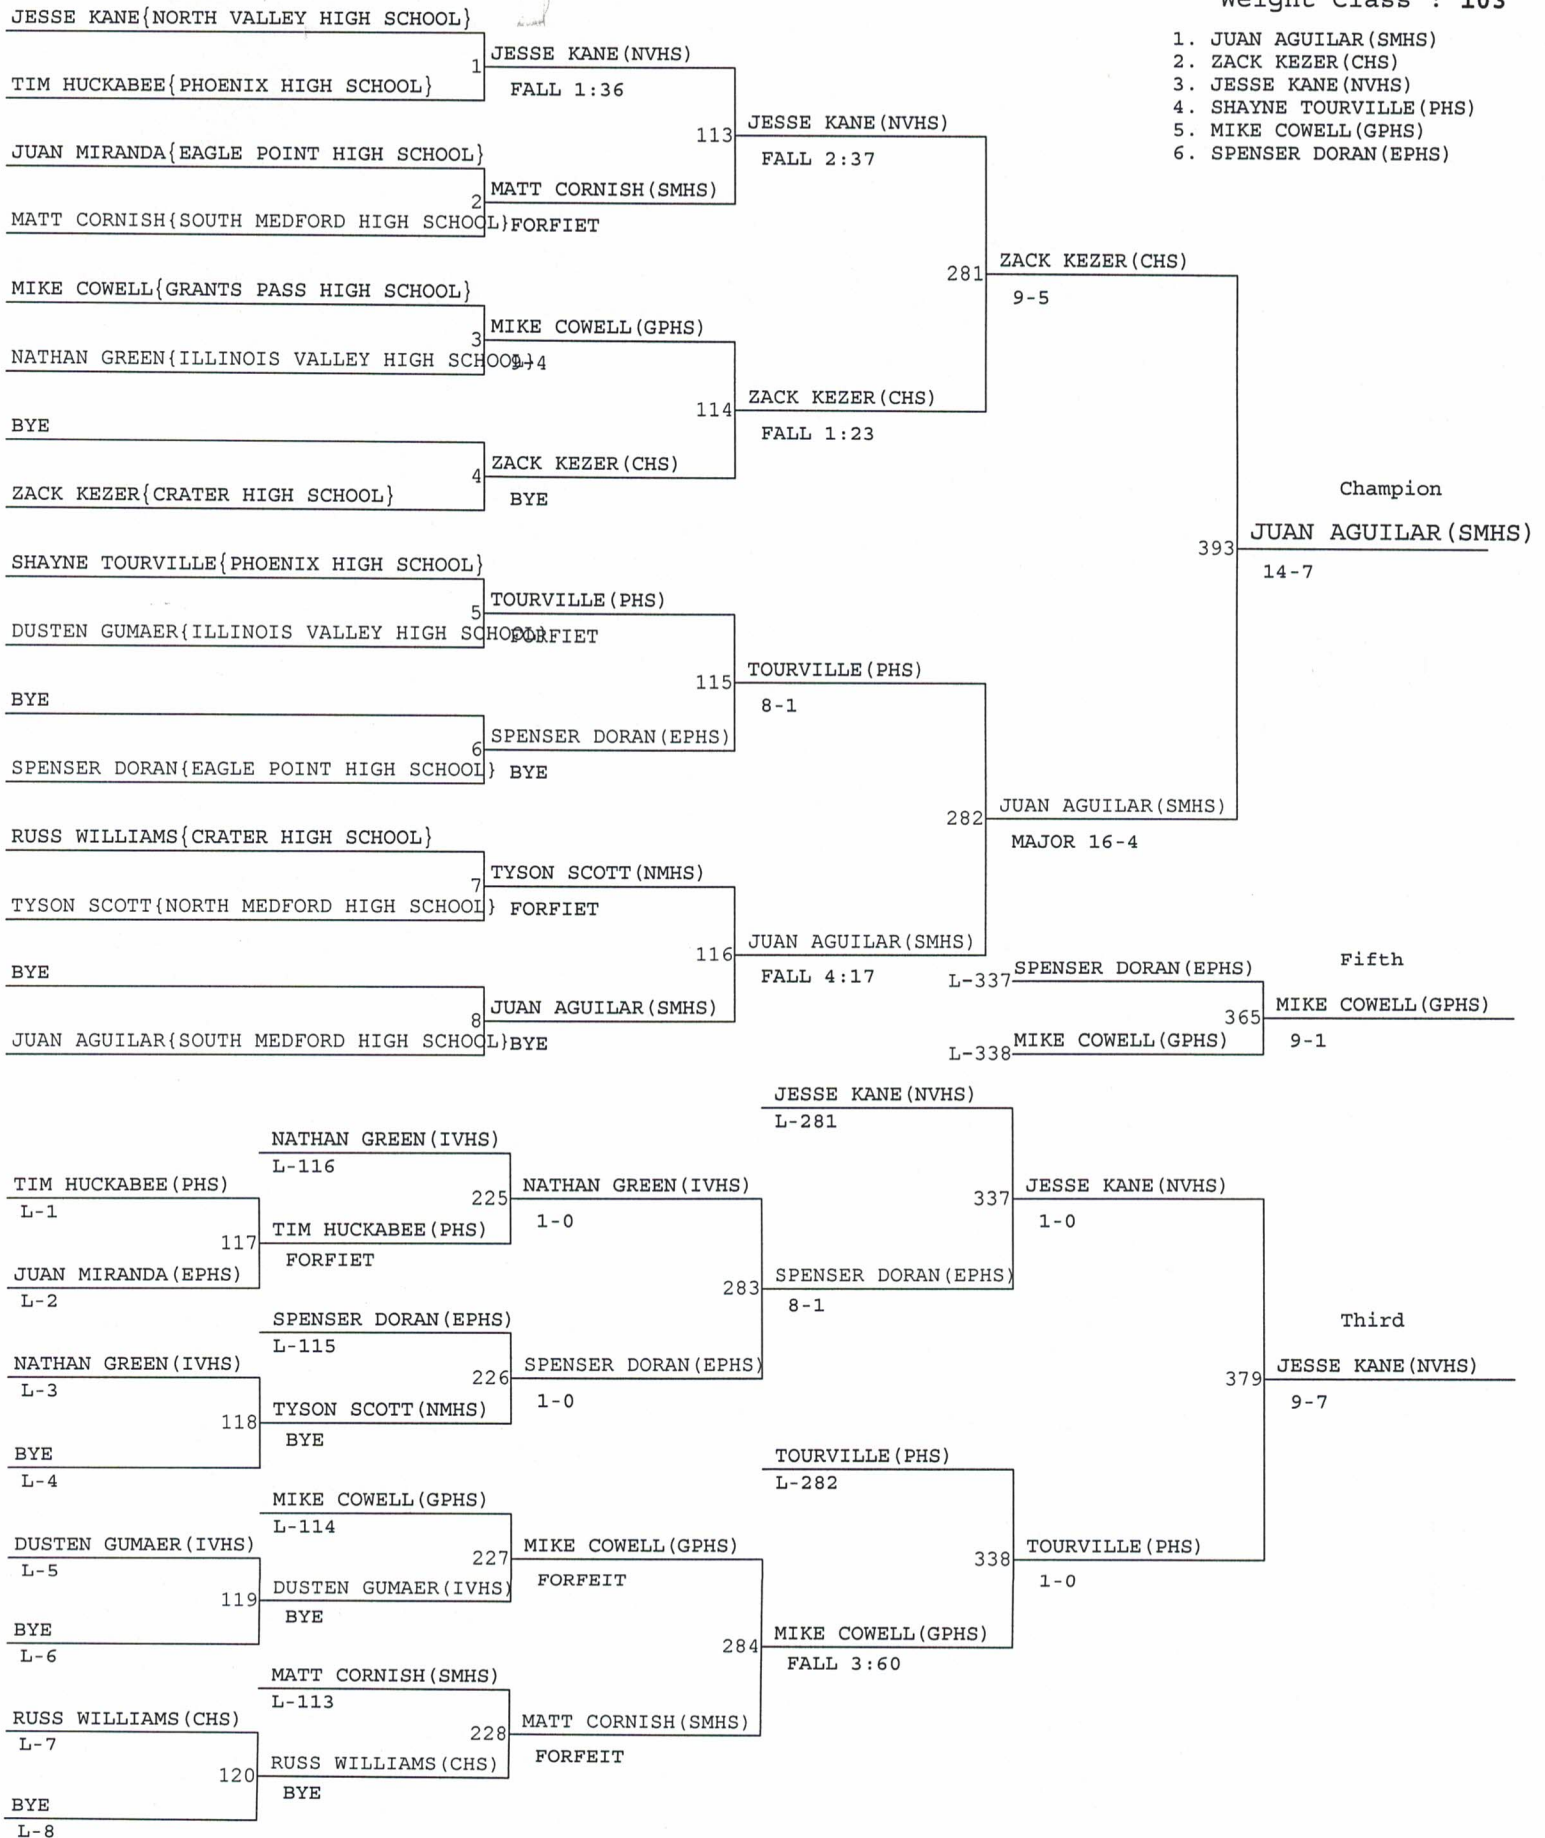 Weight Class : 103
1. JUAN AGUILAR(SMHS)
2. ZACK KEZER(CHS)
3. JESSE KANE(NVHS)
4. SHAYNE TOURVILLE(PHS)
5. MIKE COWELL(GPHS)
6. SPENSER DORAN(EPHS)
JESSE KANE{NORTH VALLEY HIGH SCHOOL}
1 JESSE KANE(NVHS)
TIM HUCKABEE{PHOENIX HIGH SCHOOL}
FALL 1:36
113 JESSE KANE(NVHS)
FALL 2:37
JUAN MIRANDA{EAGLE POINT HIGH SCHOOL}
2 MATT CORNISH(SMHS)
MATT CORNISH{SOUTH MEDFORD HIGH SCHOOL}
FORFIET
281 ZACK KEZER(CHS)
9-5
MIKE COWELL{GRANTS PASS HIGH SCHOOL}
3 MIKE COWELL(GPHS)
NATHAN GREEN{ILLINOIS VALLEY HIGH SCHOOL}
9-4
114 ZACK KEZER(CHS)
FALL 1:23
BYE
4 ZACK KEZER(CHS)
ZACK KEZER{CRATER HIGH SCHOOL}
BYE
Champion
393 JUAN AGUILAR(SMHS)
14-7
SHAYNE TOURVILLE{PHOENIX HIGH SCHOOL}
5 TOURVILLE(PHS)
DUSTEN GUMAER{ILLINOIS VALLEY HIGH SCHOOL}
FORFIET
115 TOURVILLE(PHS)
8-1
BYE
6 SPENSER DORAN(EPHS)
SPENSER DORAN{EAGLE POINT HIGH SCHOOL}
BYE
282 JUAN AGUILAR(SMHS)
MAJOR 16-4
RUSS WILLIAMS{CRATER HIGH SCHOOL}
7 TYSON SCOTT(NMHS)
TYSON SCOTT{NORTH MEDFORD HIGH SCHOOL}
FORFIET
116 JUAN AGUILAR(SMHS)
FALL 4:17
BYE
8 JUAN AGUILAR(SMHS)
JUAN AGUILAR{SOUTH MEDFORD HIGH SCHOOL}
BYE
Fifth
L-337 SPENSER DORAN(EPHS)
365 MIKE COWELL(GPHS)
L-338 MIKE COWELL(GPHS)
9-1
JESSE KANE(NVHS)
L-281
NATHAN GREEN(IVHS)
L-116
TIM HUCKABEE(PHS)
L-1
225 NATHAN GREEN(IVHS)
1-0
337 JESSE KANE(NVHS)
1-0
117 TIM HUCKABEE(PHS)
FORFIET
JUAN MIRANDA(EPHS)
L-2
283 SPENSER DORAN(EPHS)
8-1
SPENSER DORAN(EPHS)
L-115
Third
NATHAN GREEN(IVHS)
L-3
226 SPENSER DORAN(EPHS)
1-0
379 JESSE KANE(NVHS)
9-7
118 TYSON SCOTT(NMHS)
BYE
BYE
L-4
TOURVILLE(PHS)
L-282
MIKE COWELL(GPHS)
L-114
DUSTEN GUMAER(IVHS)
L-5
227 MIKE COWELL(GPHS)
FORFEIT
338 TOURVILLE(PHS)
1-0
119 DUSTEN GUMAER(IVHS)
BYE
BYE
L-6
284 MIKE COWELL(GPHS)
FALL 3:60
MATT CORNISH(SMHS)
L-113
RUSS WILLIAMS(CHS)
L-7
228 MATT CORNISH(SMHS)
FORFEIT
120 RUSS WILLIAMS(CHS)
BYE
BYE
L-8